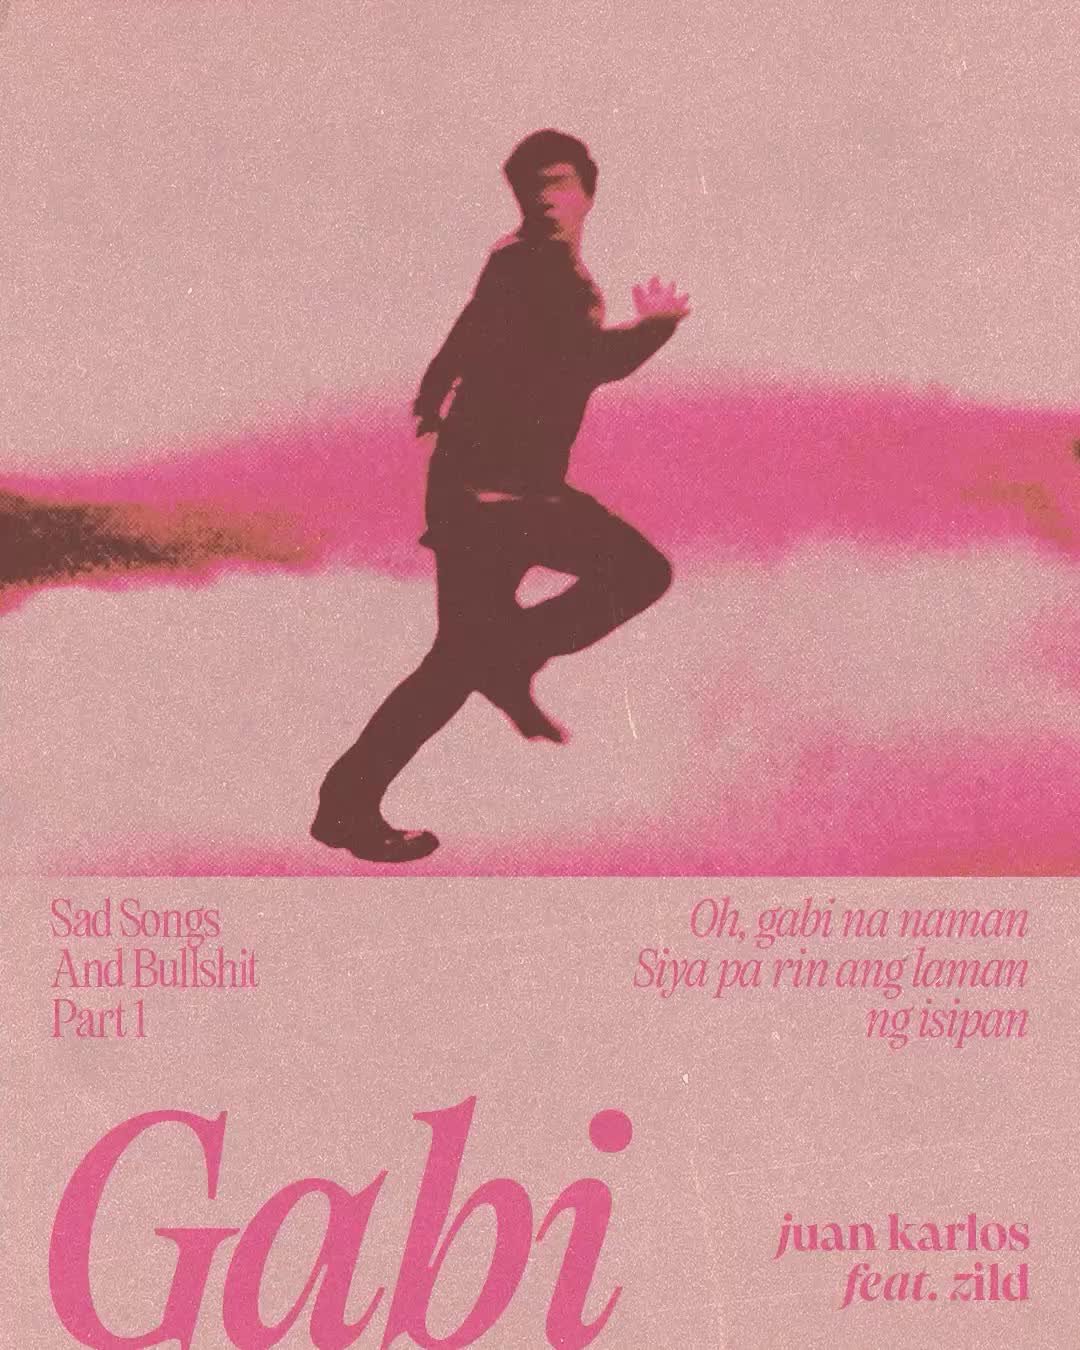 Sad Songs
And Bullshit
Part 1
Oh, gabi na naman
Siya pa rin ang laman
ng isipan
Gabi
juan karlos
feat. zild